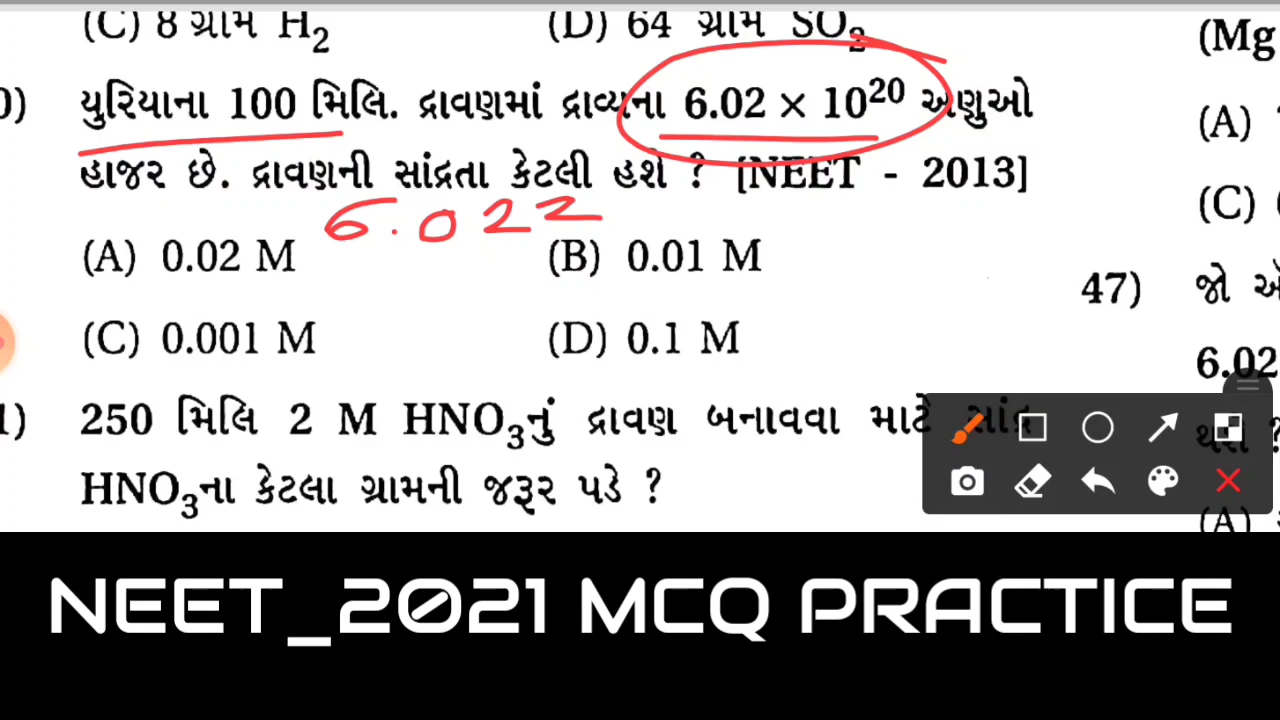 (C) 8 ગ્રામ H₂ (D) 64 ગ્રામ SO₂
0) યુરિયાના 100 મિલિ. દ્રાવણમાં દ્રાવ્યના 6.02 × 10²⁰ અણુઓ
હાજર છે. દ્રાવણની સાંદ્રતા કેટલી હશે ? [NEET - 2013]
6.022
(A) 0.02 M (B) 0.01 M
(C) 0.001 M (D) 0.1 M
1) 250 મિલિ 2 M HNO₃નું દ્રાવણ બનાવવા માટે સાંદ્ર
HNO₃ના કેટલા ગ્રામની જરૂર પડે ?
(Mg
(A)
(C)
47) જો
6.02
?
(A)
NEET_2021 MCQ PRACTICE